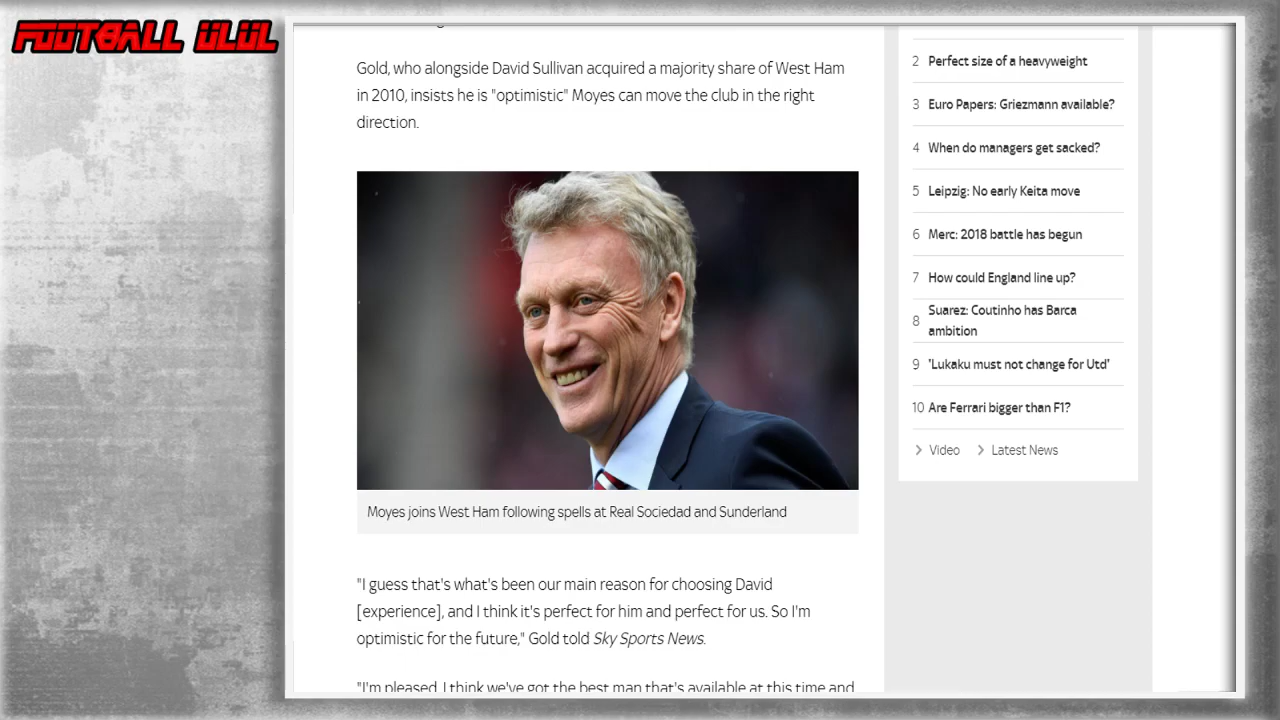 FOOTBALL ÜLÜL
Gold, who alongside David Sullivan acquired a majority share of West Ham
in 2010, insists he is "optimistic" Moyes can move the club in the right
direction.
Moyes joins West Ham following spells at Real Sociedad and Sunderland
"I guess that's what's been our main reason for choosing David
[experience], and I think it's perfect for him and perfect for us. So I'm
optimistic for the future," Gold told Sky Sports News.
"I'm pleased. I think we've got the best man that's available at this time and
2 Perfect size of a heavyweight
3 Euro Papers: Griezmann available?
4 When do managers get sacked?
5 Leipzig: No early Keita move
6 Merc: 2018 battle has begun
7 How could England line up?
8 Suarez: Coutinho has Barca
ambition
9 'Lukaku must not change for Utd'
10 Are Ferrari bigger than F1?
Video Latest News